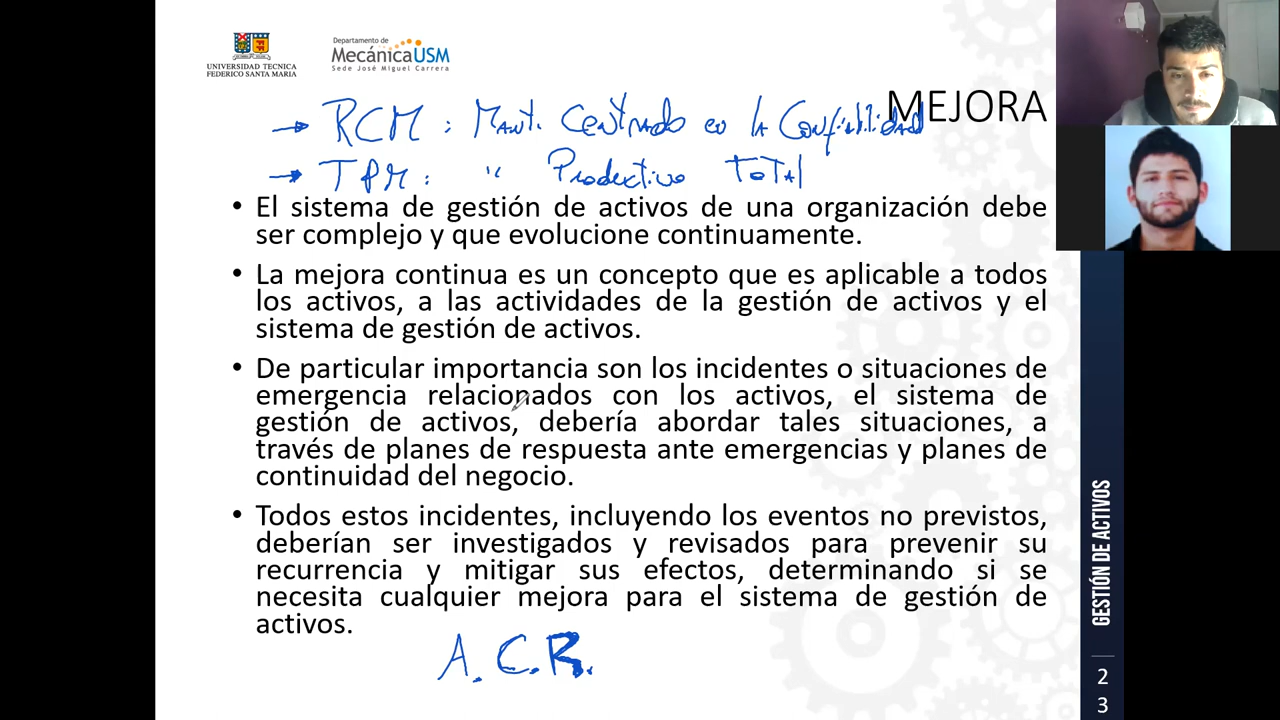 UNIVERSIDAD TECNICA
FEDERICO SANTA MARIA
Departamento de
MecánicaUSM
Sede José Miguel Carrera
MEJORA
→ RCM : Mant. Centrado en la Confiabilidad
→ TPM : " Productivo Total
• El sistema de gestión de activos de una organización debe
ser complejo y que evolucione continuamente.
• La mejora continua es un concepto que es aplicable a todos
los activos, a las actividades de la gestión de activos y el
sistema de gestión de activos.
• De particular importancia son los incidentes o situaciones de
emergencia relacionados con los activos, el sistema de
gestión de activos, debería abordar tales situaciones, a
través de planes de respuesta ante emergencias y planes de
continuidad del negocio.
• Todos estos incidentes, incluyendo los eventos no previstos,
deberían ser investigados y revisados para prevenir su
recurrencia y mitigar sus efectos, determinando si se
necesita cualquier mejora para el sistema de gestión de
activos.
A.C.R.
GESTIÓN DE ACTIVOS
2
3